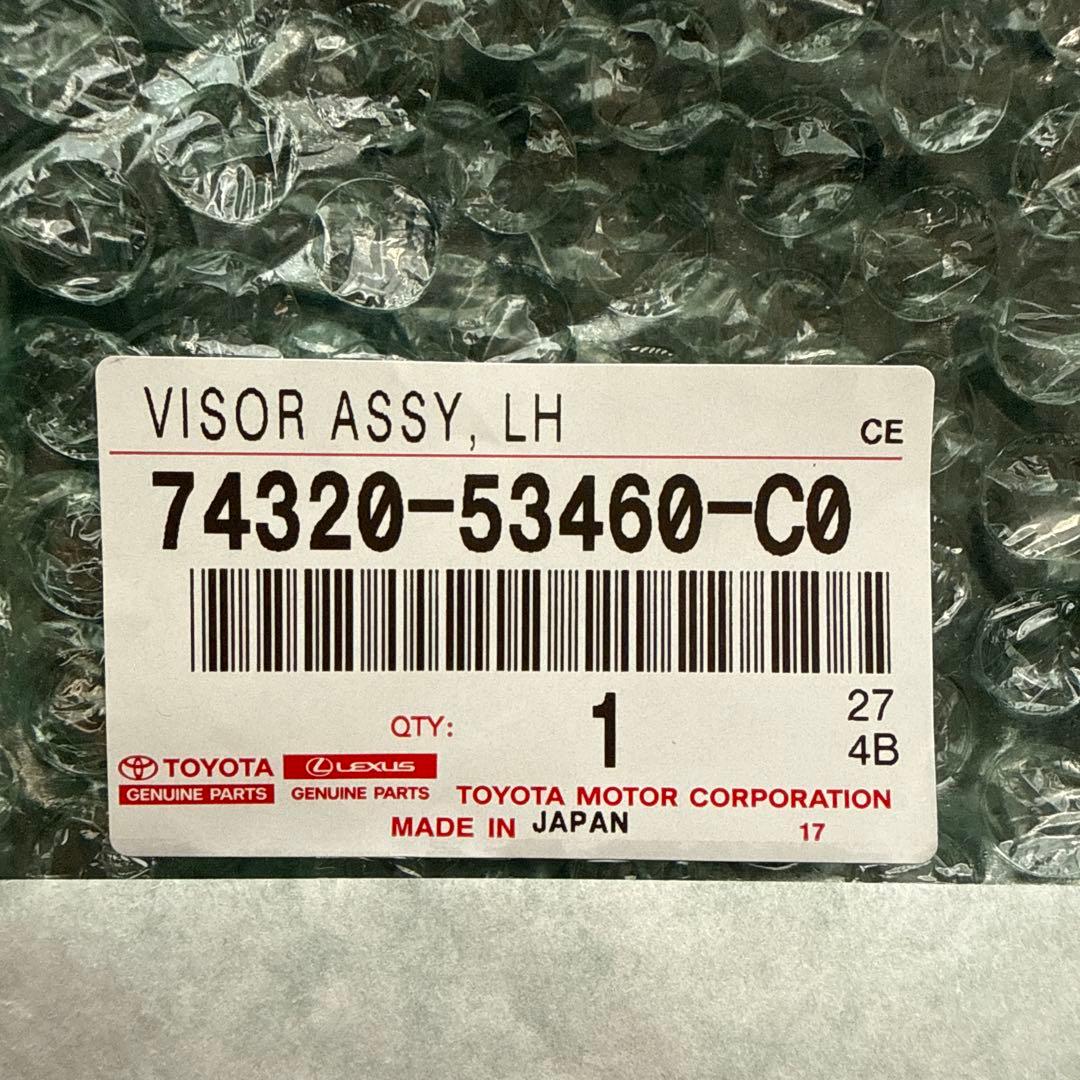 VISOR ASSY, LH
CE
74320-53460-C0
QTY: 1
27
4B
TOYOTA LEXUS
GENUINE PARTS GENUINE PARTS
TOYOTA MOTOR CORPORATION
MADE IN JAPAN
17